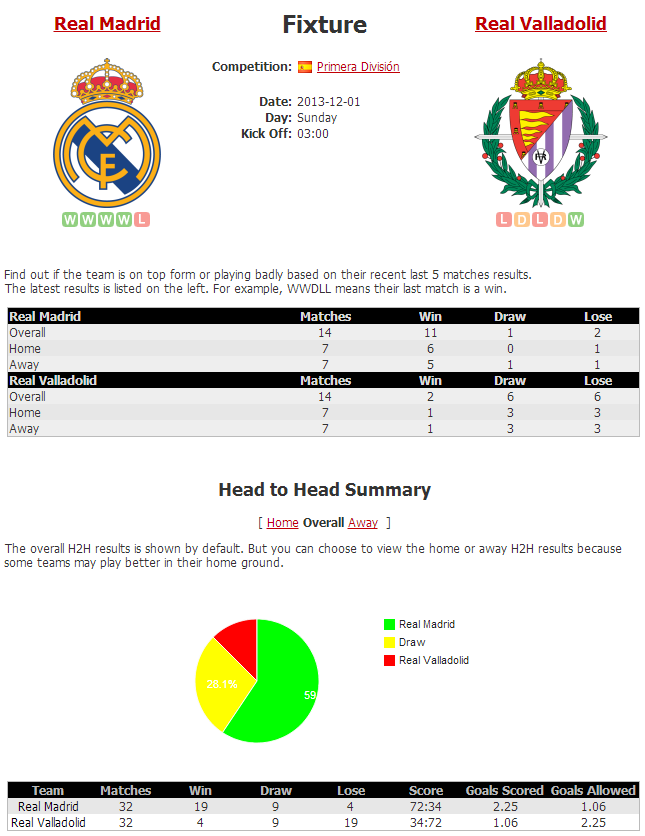 Real Madrid Fixture Real Valladolid
Competition: Primera División
Date: 2013-12-01
Day: Sunday
Kick Off: 03:00
W W W W L L D L D W
Find out if the team is on top form or playing badly based on their recent last 5 matches results.
The latest results is listed on the left. For example, WWDLL means their last match is a win.
Real Madrid Matches Win Draw Lose
Overall 14 11 1 2
Home 7 6 0 1
Away 7 5 1 1
Real Valladolid Matches Win Draw Lose
Overall 14 2 6 6
Home 7 1 3 3
Away 7 1 3 3
Head to Head Summary
[ Home Overall Away ]
The overall H2H results is shown by default. But you can choose to view the home or away H2H results because
some teams may play better in their home ground.
Real Madrid
Draw
Real Valladolid
28.1%
59
Team Matches Win Draw Lose Score Goals Scored Goals Allowed
Real Madrid 32 19 9 4 72:34 2.25 1.06
Real Valladolid 32 4 9 19 34:72 1.06 2.25